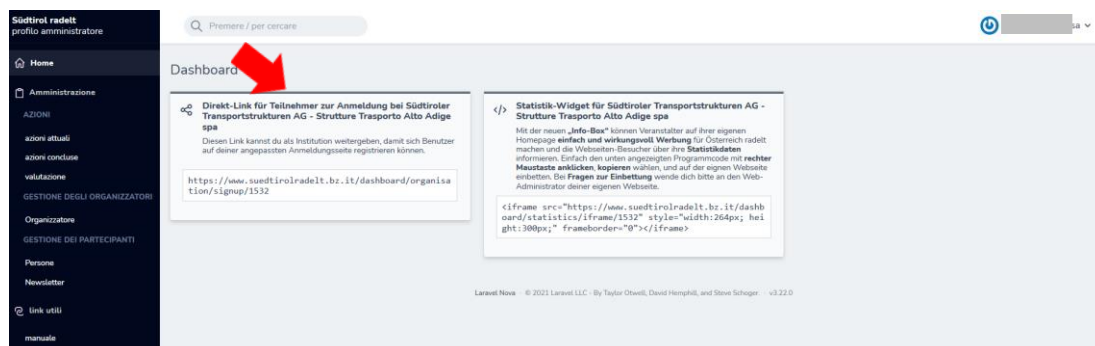 Südtirol radelt
profilo amministratore
Premere / per cercare
sa
Home
Amministrazione
AZIONI
azioni attuali
azioni concluse
valutazione
GESTIONE DEGLI ORGANIZZATORI
Organizzatore
GESTIONE DEI PARTECIPANTI
Persone
Newsletter
link utili
manuale
Dashboard
Direkt-Link für Teilnehmer zur Anmeldung bei Südtiroler
Transportstrukturen AG - Strutture Trasporto Alto Adige
spa
Diesen Link kannst du als Institution weitergeben, damit sich Benutzer
auf deiner angepassten Anmeldungsseite registrieren können.
https://www.suedtirolradelt.bz.it/dashboard/organisa
tion/signup/1532
</> Statistik-Widget für Südtiroler Transportstrukturen AG -
Strutture Trasporto Alto Adige spa
Mit der neuen „Info-Box" können Veranstalter auf ihrer eigenen
Homepage einfach und wirkungsvoll Werbung für Österreich radelt
machen und die Webseiten-Besucher über ihre Statistikdaten
informieren. Einfach den unten angezeigten Programmcode mit rechter
Maustaste anklicken, kopieren wählen, und auf der eignen Webseite
einbetten. Bei Fragen zur Einbettung wende dich bitte an den Web-
Administrator deiner eigenen Webseite.
<iframe src="https://www.suedtirolradelt.bz.it/dashb
oard/statistics/iframe/1532" style="width:264px; hei
ght:300px;" frameborder="0"></iframe>
Laravel Nova · © 2021 Laravel LLC - By Taylor Otwell, David Hemphill, and Steve Schoger. · v3.22.0